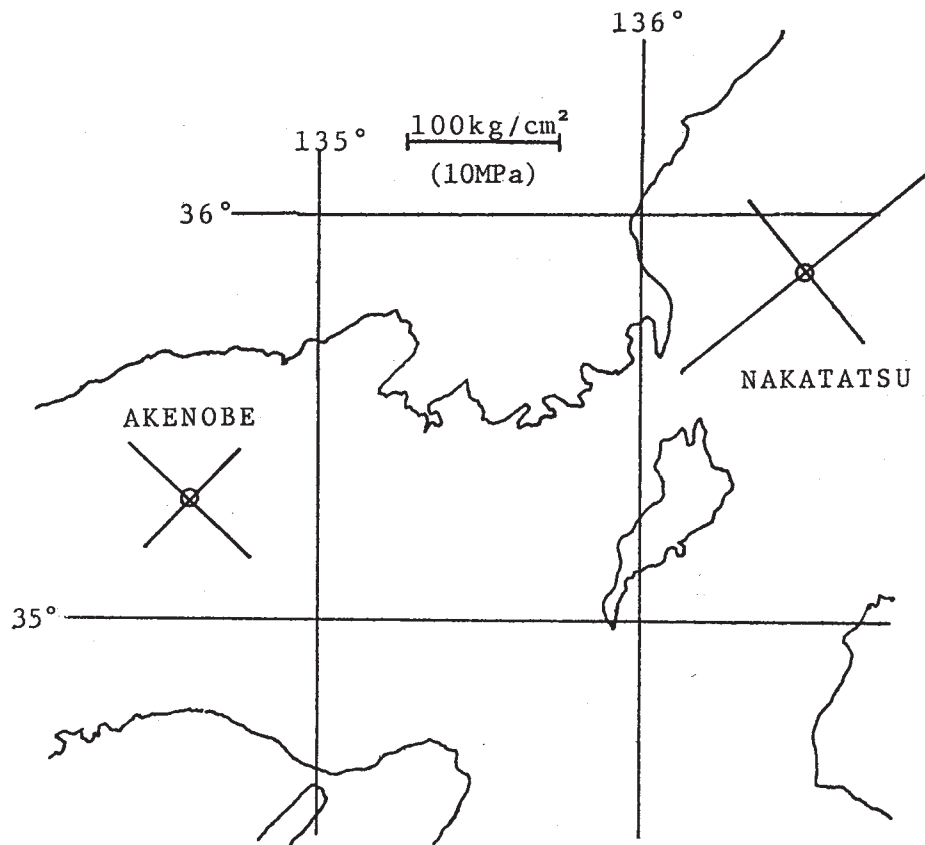 136°
100kg/cm²
135°
(10MPa)
36°
NAKATATSU
AKENOBE
35°